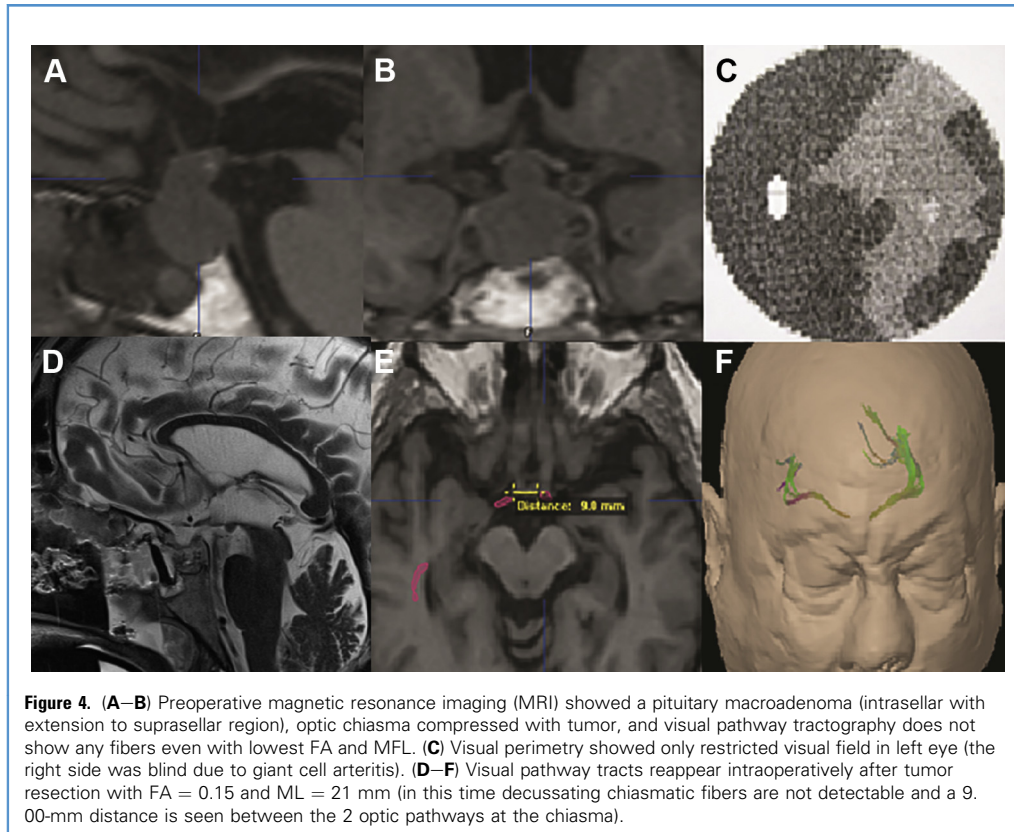 A
B
C
D
E
F
Distance: 9.0 mm
Figure 4. (A–B) Preoperative magnetic resonance imaging (MRI) showed a pituitary macroadenoma (intrasellar with
extension to suprasellar region), optic chiasma compressed with tumor, and visual pathway tractography does not
show any fibers even with lowest FA and MFL. (C) Visual perimetry showed only restricted visual field in left eye (the
right side was blind due to giant cell arteritis). (D–F) Visual pathway tracts reappear intraoperatively after tumor
resection with FA = 0.15 and ML = 21 mm (in this time decussating chiasmatic fibers are not detectable and a 9.
00-mm distance is seen between the 2 optic pathways at the chiasma).